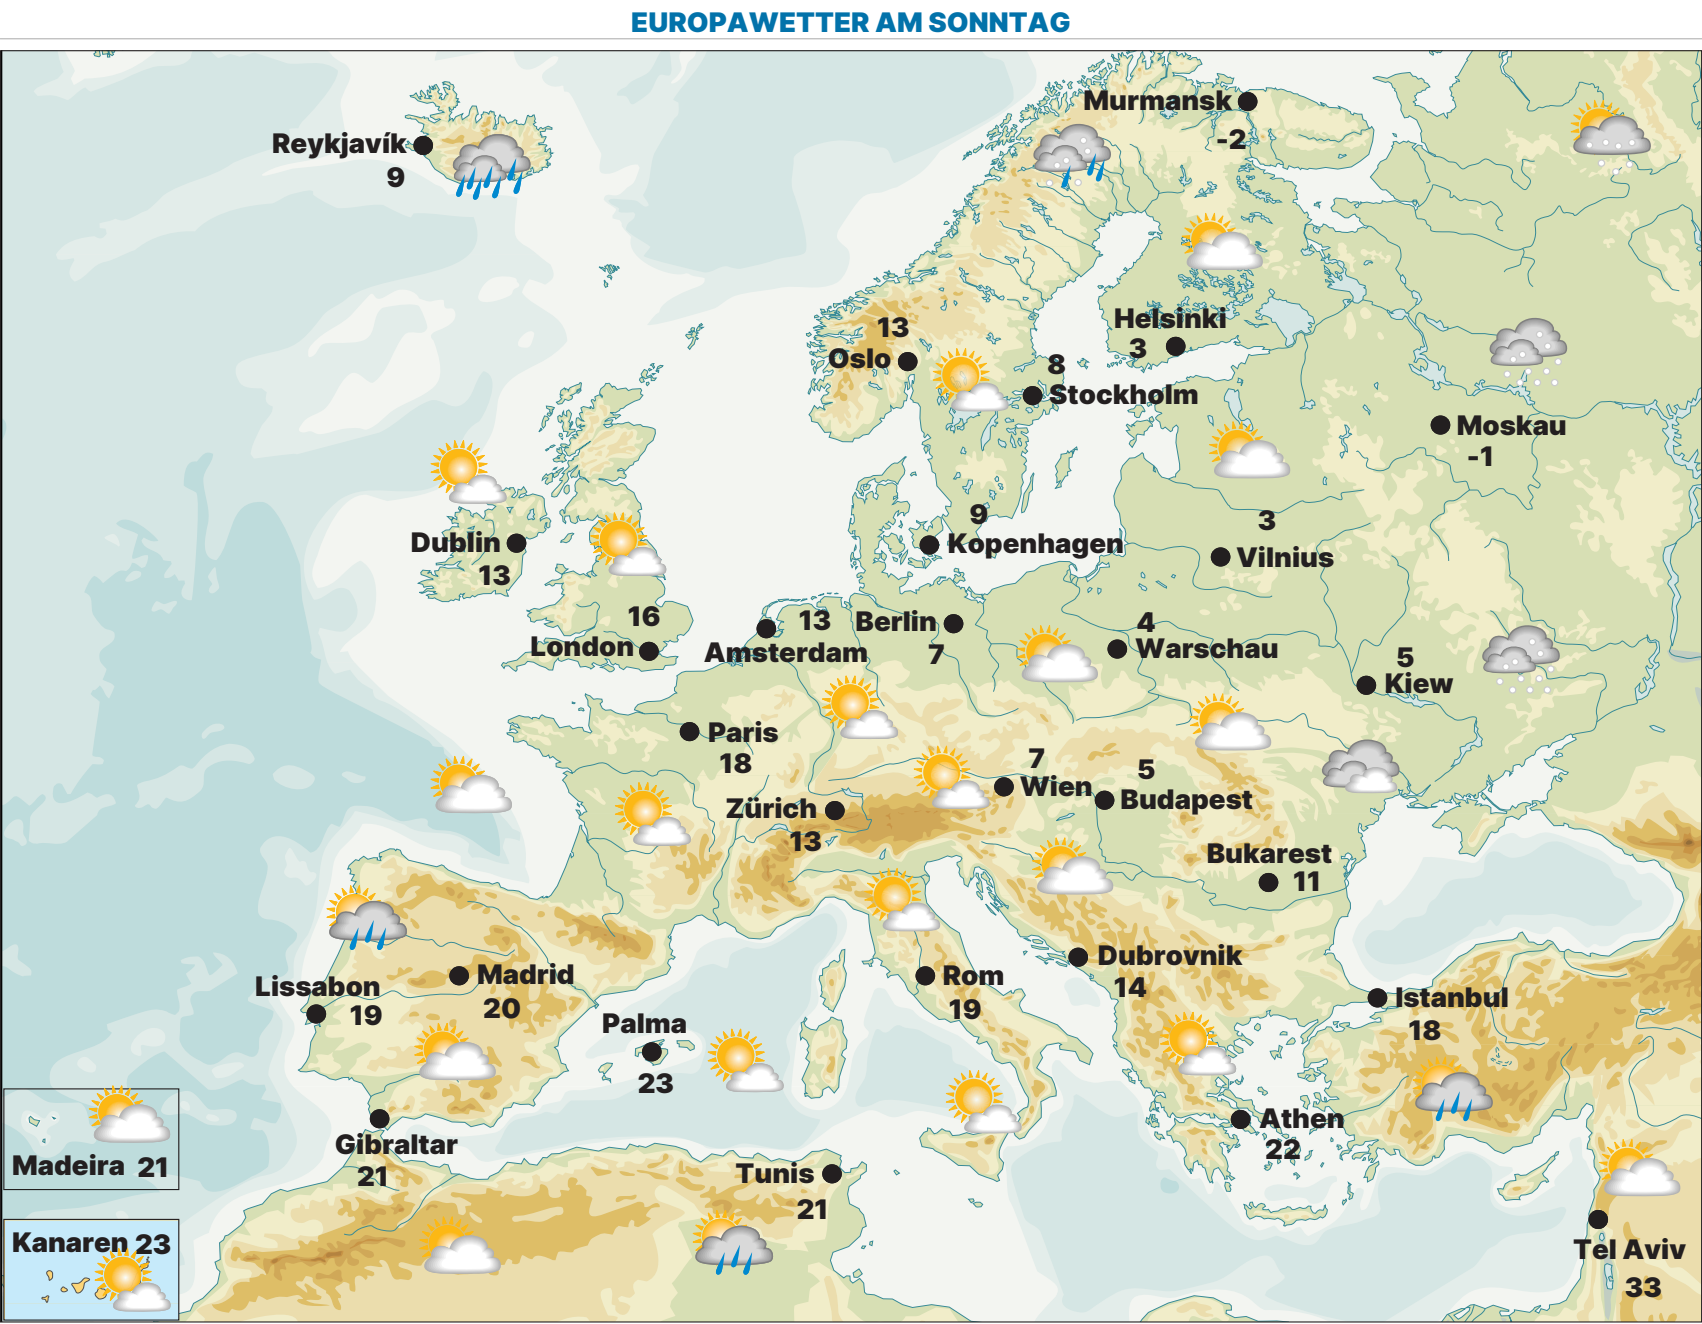 EUROPAWETTER AM SONNTAG
Murmansk
-2
Reykjavík
9
13
Oslo
Helsinki
3
8
Stockholm
Moskau
-1
9
Kopenhagen
3
Vilnius
Dublin
13
16
London
13
Amsterdam
Berlin
7
4
Warschau
5
Kiew
Paris
18
7
Wien
5
Budapest
Zürich
13
Bukarest
11
Dubrovnik
14
Lissabon
19
Madrid
20
Rom
19
Istanbul
18
Palma
23
Athen
22
Gibraltar
21
Madeira 21
Tunis
21
Kanaren 23
Tel Aviv
33